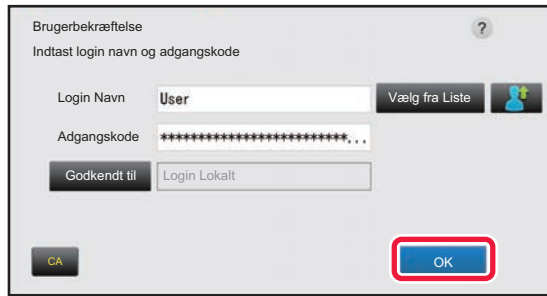 Brugerbekræftelse
?
Indtast login navn og adgangskode
Login Navn User Vælg fra Liste
Adgangskode **************************...
Godkendt til Login Lokalt
CA OK